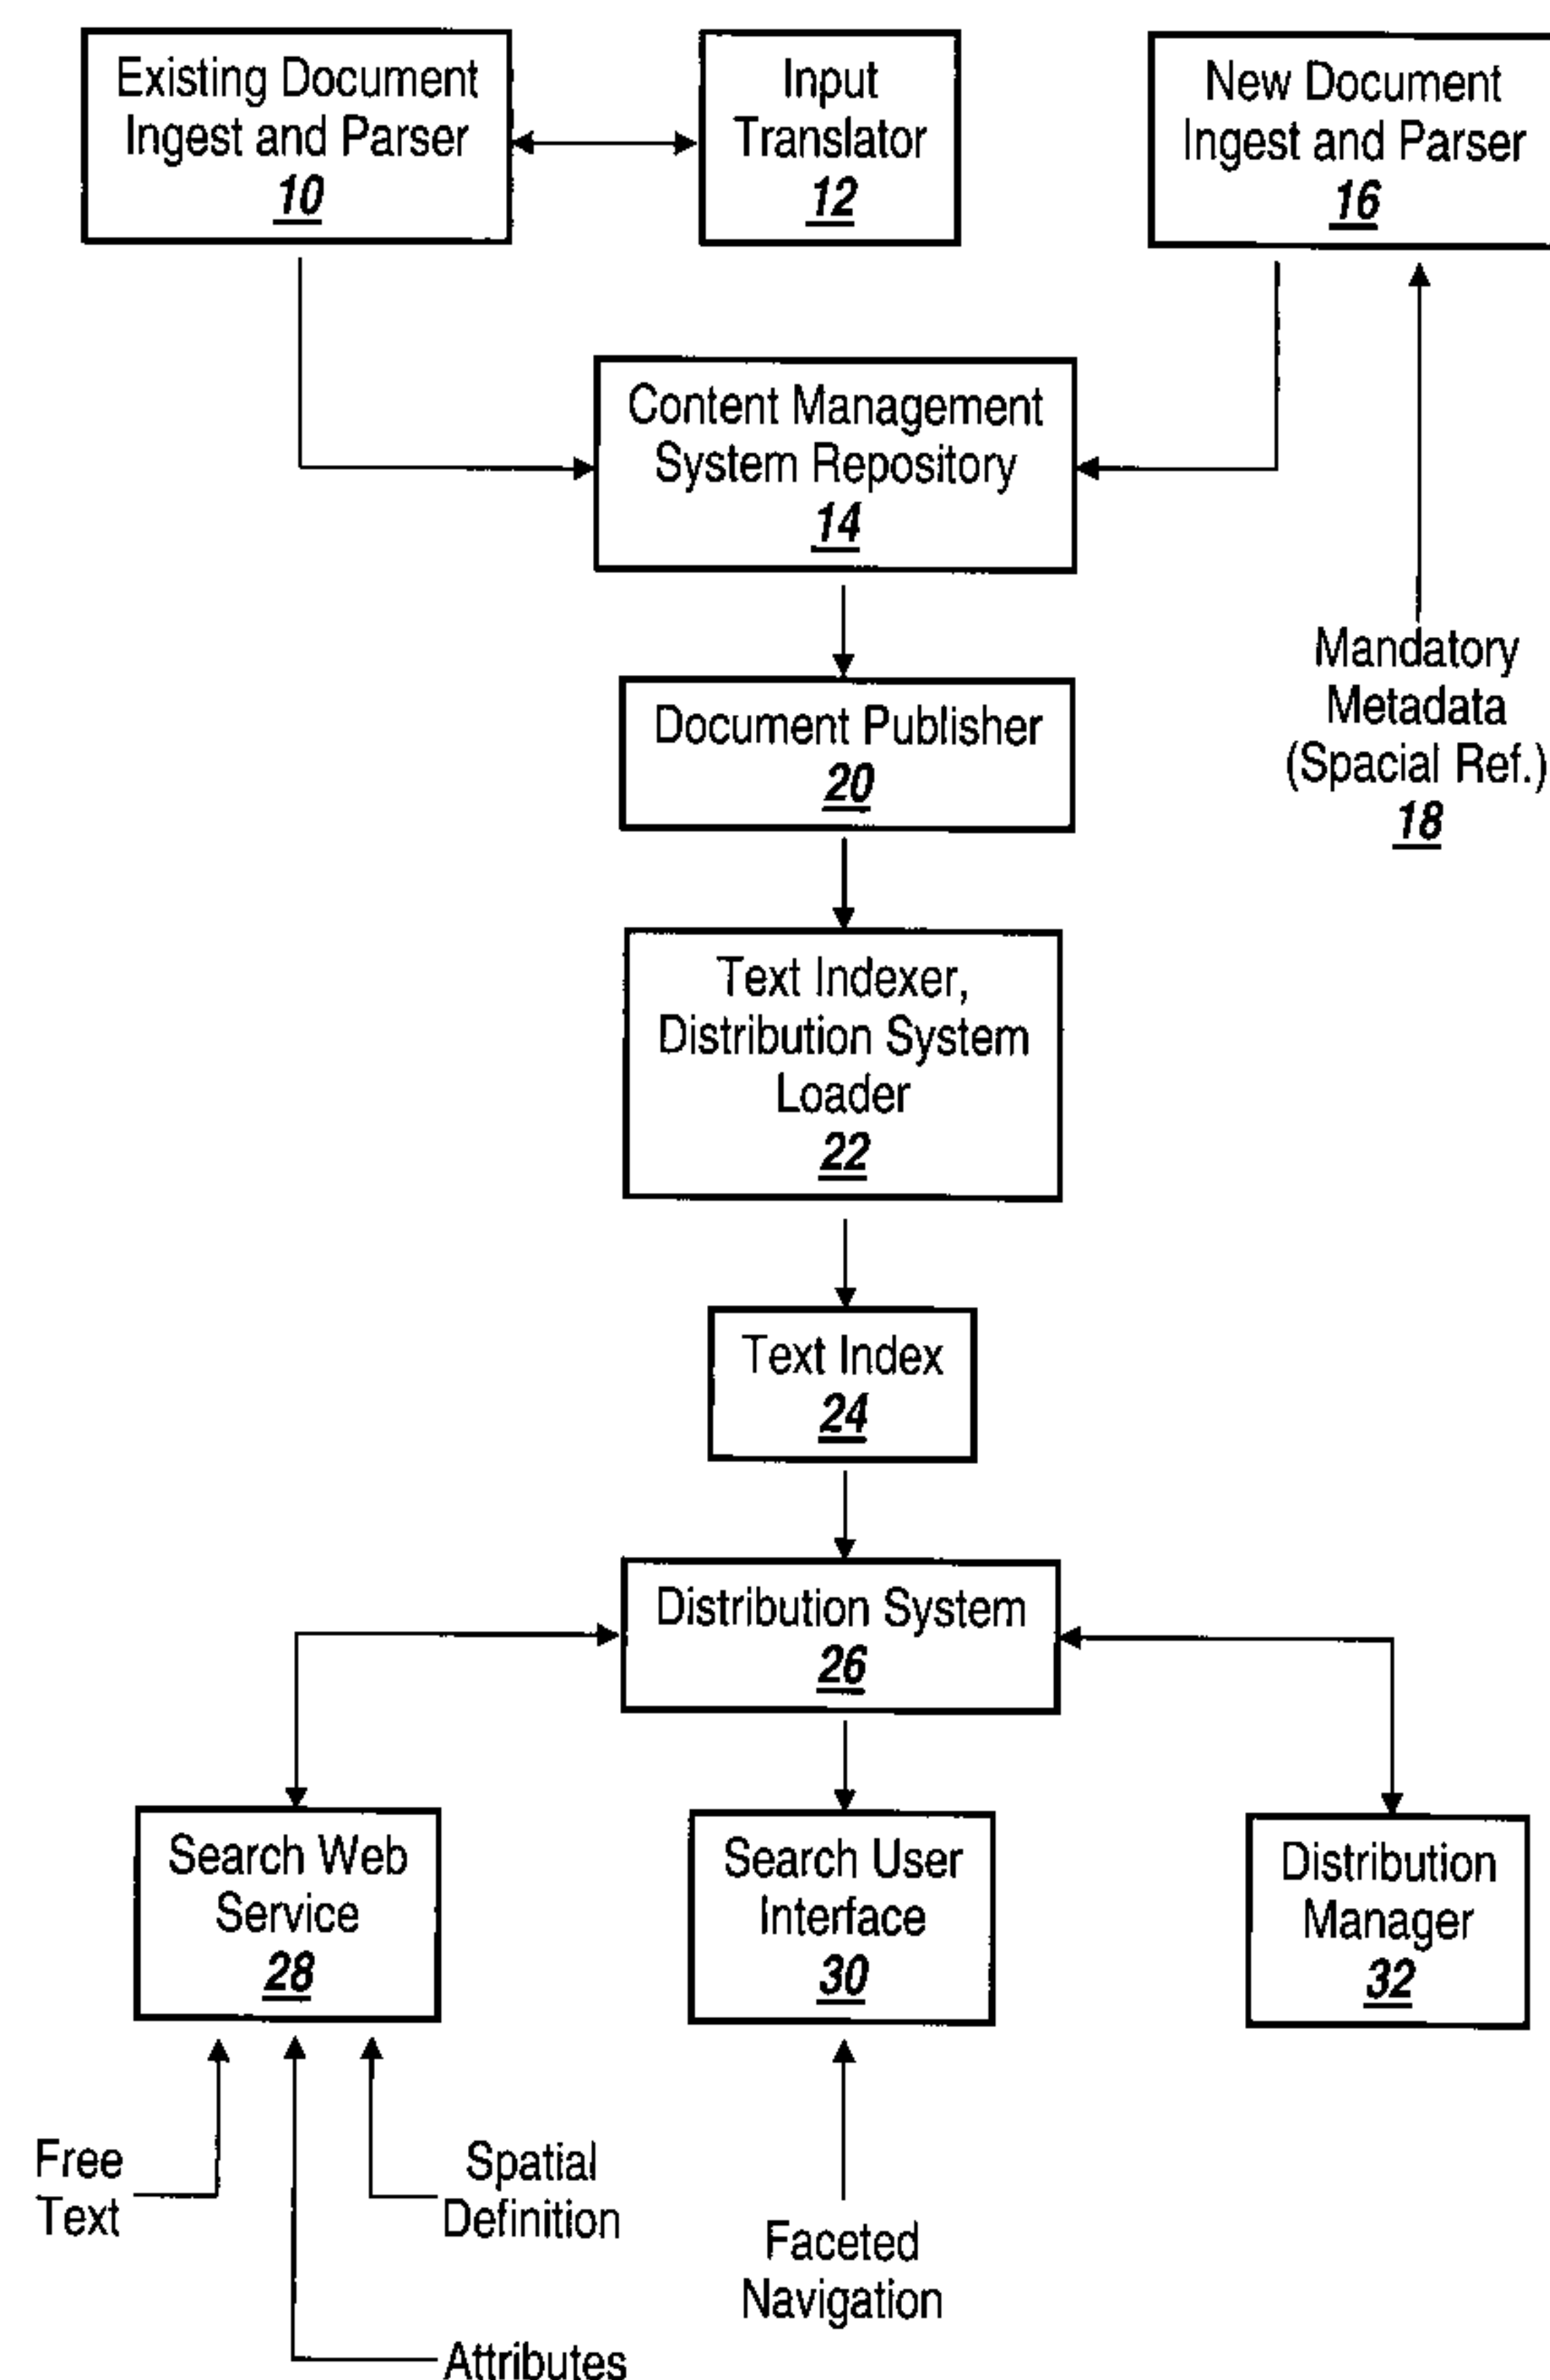 Existing Document
Ingest and Parser
10
Input
Translator
12
New Document
Ingest and Parser
16
Content Management
System Repository
14
Mandatory
Metadata
(Spacial Ref.)
18
Document Publisher
20
Text Indexer,
Distribution System
Loader
22
Text Index
24
Distribution System
26
Search Web
Service
28
Search User
Interface
30
Distribution
Manager
32
Free
Text
Spatial
Definition
Attributes
Faceted
Navigation